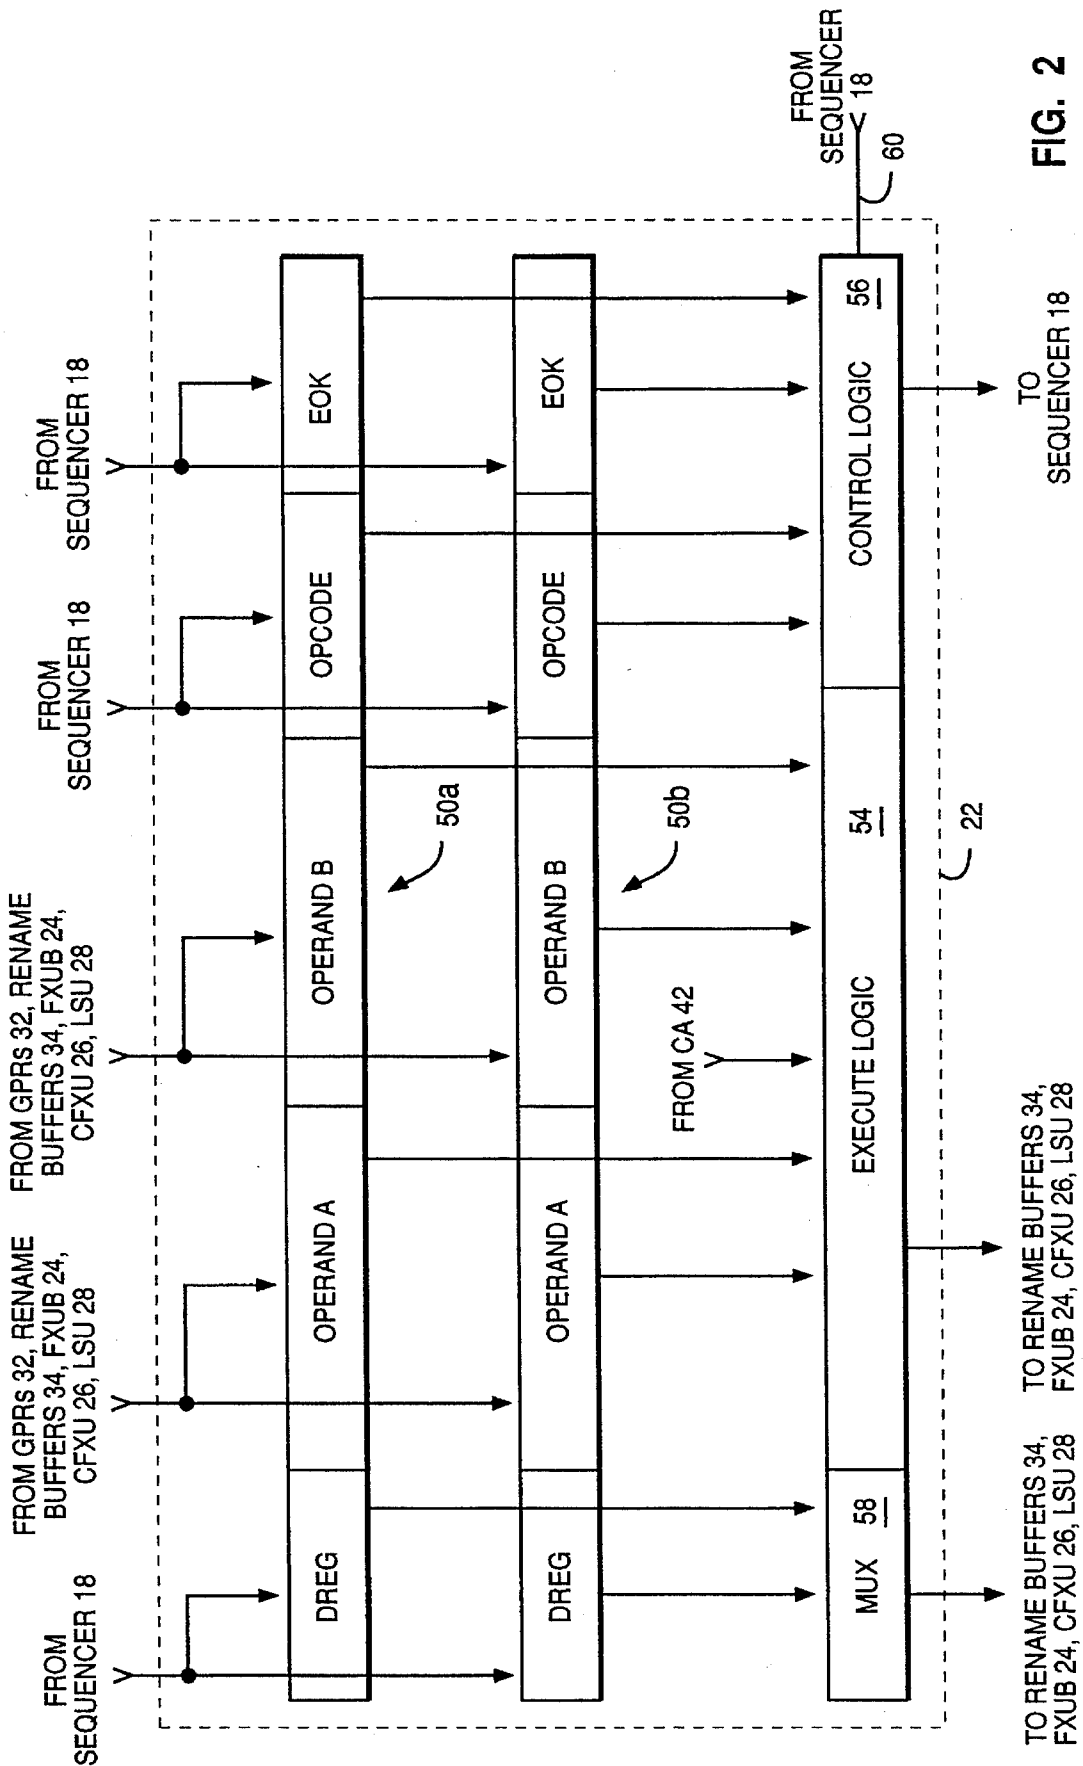 FROM
SEQUENCER 18
FROM GPRs 32, RENAME
BUFFERS 34, FXUB 24,
CFXU 26, LSU 28
FROM GPRs 32, RENAME
BUFFERS 34, FXUB 24,
CFXU 26, LSU 28
FROM
SEQUENCER 18
FROM
SEQUENCER 18
DREG
OPERAND A
OPERAND B
OPCODE
EOK
50a
DREG
OPERAND A
OPERAND B
OPCODE
EOK
50b
FROM CA 42
FROM
SEQUENCER
18
60
MUX 58
EXECUTE LOGIC 54
CONTROL LOGIC 56
22
TO RENAME BUFFERS 34,
FXUB 24, CFXU 26, LSU 28
TO RENAME BUFFERS 34,
FXUB 24, CFXU 26, LSU 28
TO
SEQUENCER 18
FIG. 2